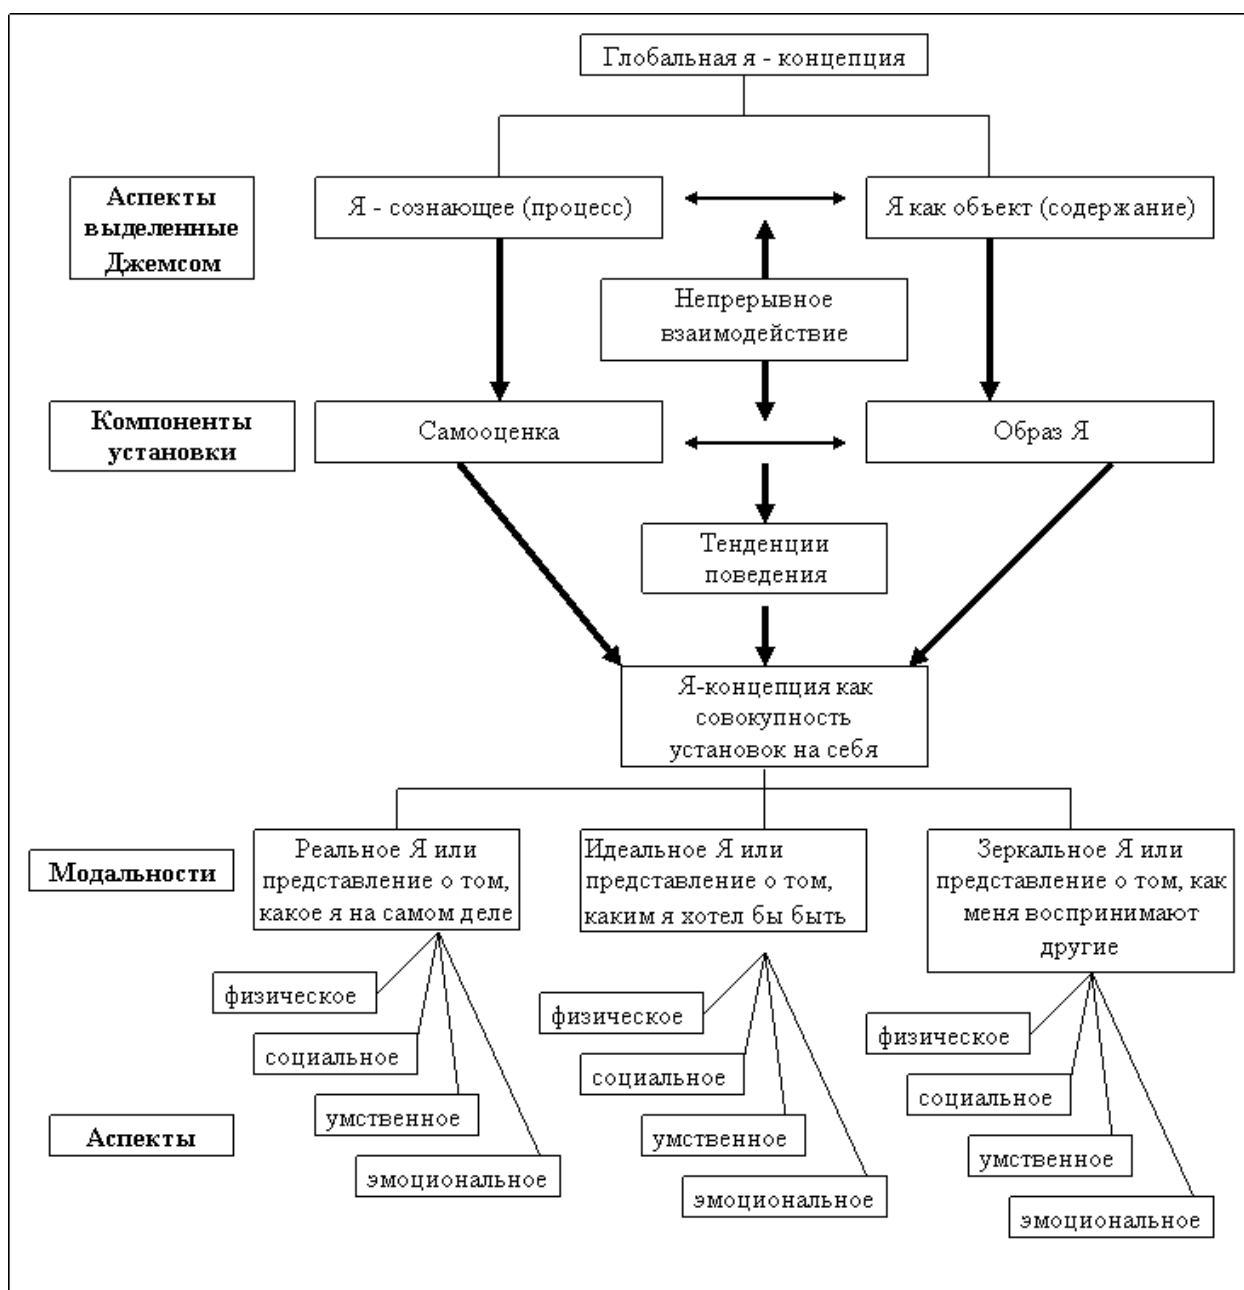 Глобальная я - концепция
Аспекты
выделенные
Джемсом
Я - сознающее (процесс)
Я как объект (содержание)
Непрерывное
взаимодействие
Компоненты
установки
Самооценка
Образ Я
Тенденции
поведения
Я-концепция как
совокупность
установок на себя
Модальности
Реальное Я или
представление о том,
какое я на самом деле
Идеальное Я или
представление о том,
каким я хотел бы быть
Зеркальное Я или
представление о том, как
меня воспринимают
другие
физическое
социальное
умственное
эмоциональное
физическое
социальное
умственное
эмоциональное
физическое
социальное
умственное
эмоциональное
Аспекты